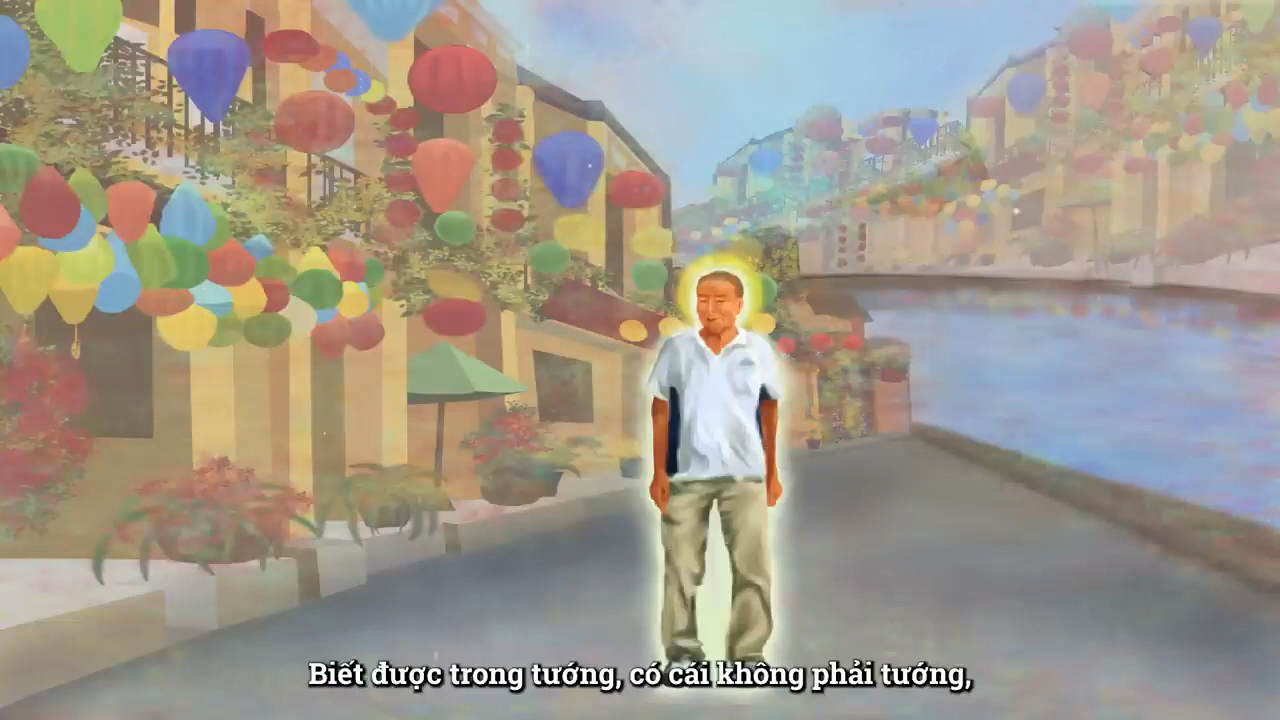 Biết được trong tướng, có cái không phải tướng,